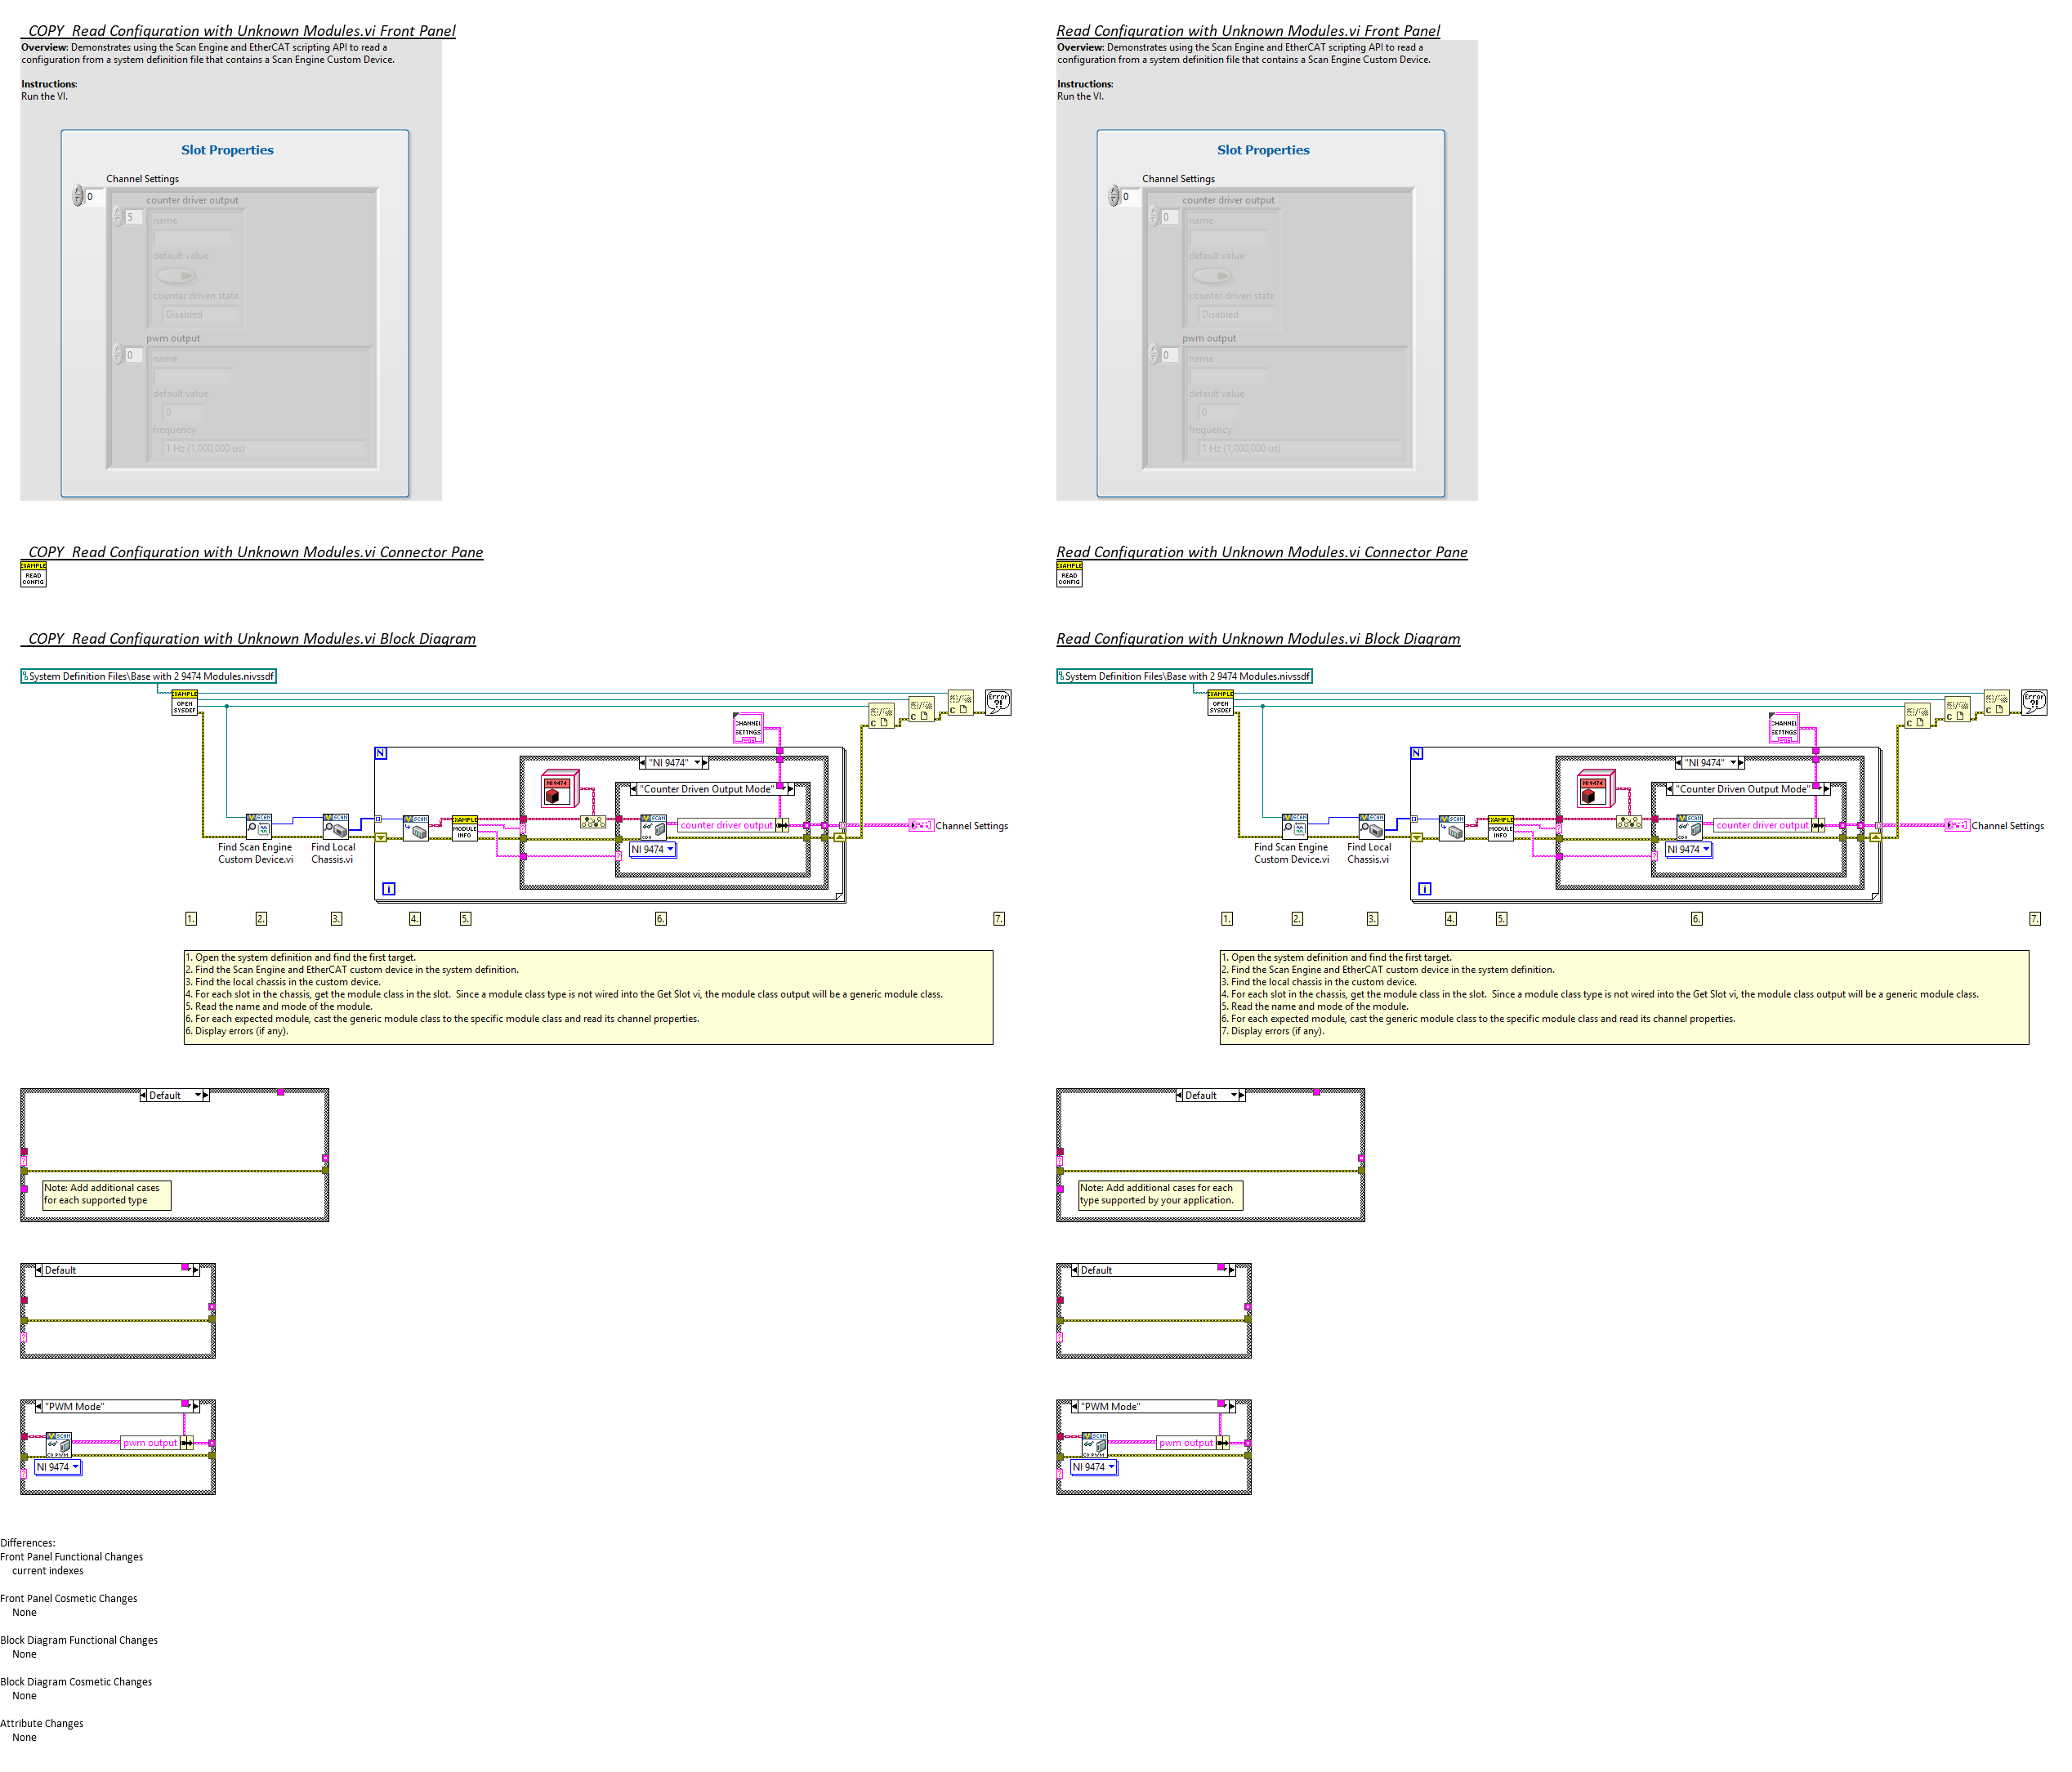 _COPY_Read Configuration with Unknown Modules.vi Front Panel
Overview: Demonstrates using the Scan Engine and EtherCAT scripting API to read a
configuration from a system definition file that contains a Scan Engine Custom Device.
Instructions:
Run the VI.
Slot Properties
Channel Settings
0
counter driver output
5
name
default value
counter driven state
Disabled
pwm output
0
name
default value
0
frequency
1 Hz (1,000,000 us)
Read Configuration with Unknown Modules.vi Front Panel
Overview: Demonstrates using the Scan Engine and EtherCAT scripting API to read a
configuration from a system definition file that contains a Scan Engine Custom Device.
Instructions:
Run the VI.
Slot Properties
Channel Settings
0
counter driver output
0
name
default value
counter driven state
Disabled
pwm output
0
name
default value
0
frequency
1 Hz (1,000,000 us)
_COPY_Read Configuration with Unknown Modules.vi Connector Pane
EXAMPLE
READ
CONFIG
Read Configuration with Unknown Modules.vi Connector Pane
EXAMPLE
READ
CONFIG
_COPY_Read Configuration with Unknown Modules.vi Block Diagram
System Definition Files\Base with 2 9474 Modules.nivssdf
EXAMPLE
OPEN
SYSDEF
Error
?!
CHANNEL
SETTINGS
N
"NI 9474"
NI 9474
"Counter Driven Output Mode"
SCAN
SCAN
SCAN
EXAMPLE
MODULE
INFO
SCAN
counter driver output
Channel Settings
NI 9474
Find Scan Engine
Custom Device.vi
Find Local
Chassis.vi
i
1.
2.
3.
4.
5.
6.
7.
1. Open the system definition and find the first target.
2. Find the Scan Engine and EtherCAT custom device in the system definition.
3. Find the local chassis in the custom device.
4. For each slot in the chassis, get the module class in the slot.  Since a module class type is not wired into the Get Slot vi, the module class output will be a generic module class.
5. Read the name and mode of the module.
6. For each expected module, cast the generic module class to the specific module class and read its channel properties.
6. Display errors (if any).
Default
Note: Add additional cases
for each supported type
Default
"PWM Mode"
SCAN
pwm output
NI 9474
Read Configuration with Unknown Modules.vi Block Diagram
System Definition Files\Base with 2 9474 Modules.nivssdf
EXAMPLE
OPEN
SYSDEF
Error
?!
CHANNEL
SETTINGS
N
"NI 9474"
NI 9474
"Counter Driven Output Mode"
SCAN
SCAN
SCAN
EXAMPLE
MODULE
INFO
SCAN
counter driver output
Channel Settings
NI 9474
Find Scan Engine
Custom Device.vi
Find Local
Chassis.vi
i
1.
2.
3.
4.
5.
6.
7.
1. Open the system definition and find the first target.
2. Find the Scan Engine and EtherCAT custom device in the system definition.
3. Find the local chassis in the custom device.
4. For each slot in the chassis, get the module class in the slot.  Since a module class type is not wired into the Get Slot vi, the module class output will be a generic module class.
5. Read the name and mode of the module.
6. For each expected module, cast the generic module class to the specific module class and read its channel properties.
7. Display errors (if any).
Default
Note: Add additional cases for each
type supported by your application.
Default
"PWM Mode"
SCAN
pwm output
NI 9474
Differences:
Front Panel Functional Changes
current indexes
Front Panel Cosmetic Changes
None
Block Diagram Functional Changes
None
Block Diagram Cosmetic Changes
None
Attribute Changes
None